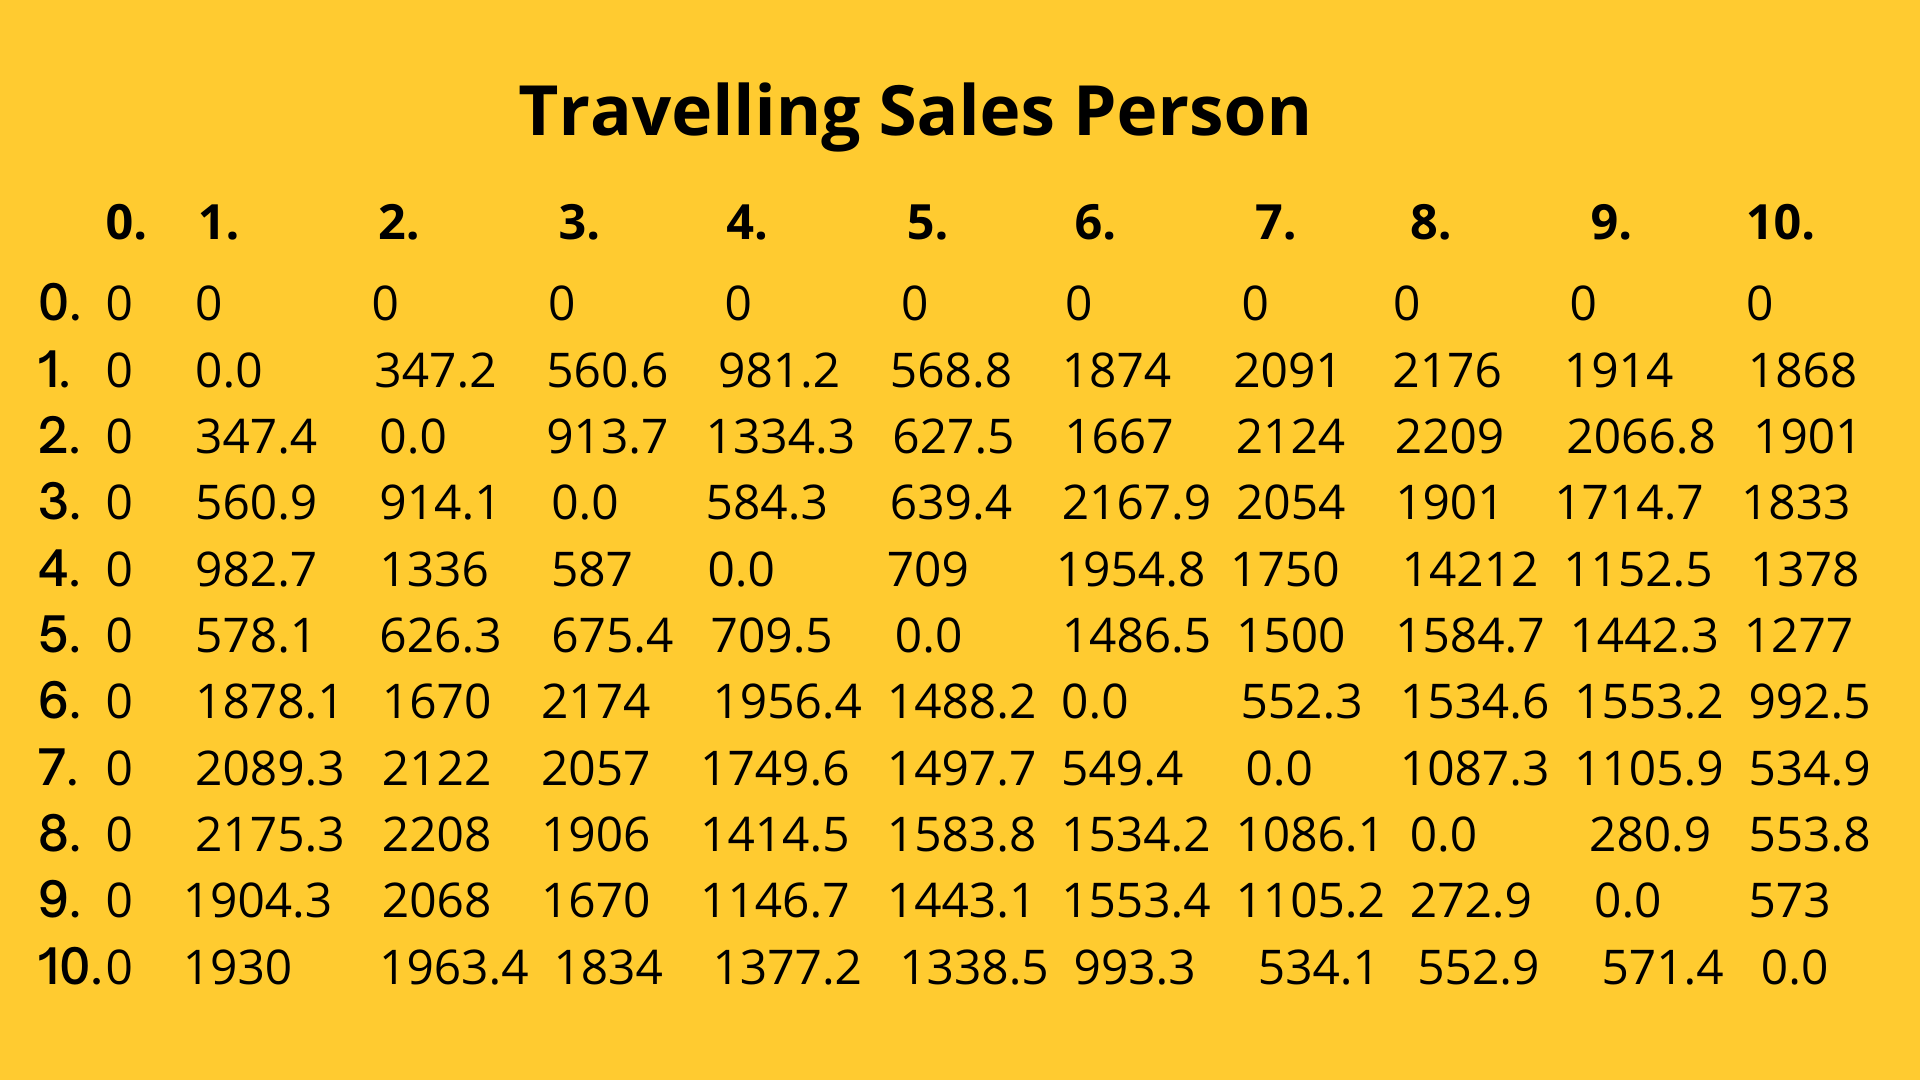 Travelling Sales Person
0. 1. 2. 3. 4. 5. 6. 7. 8. 9. 10.
0. 0 0 0 0 0 0 0 0 0 0 0
1. 0 0.0 347.2 560.6 981.2 568.8 1874 2091 2176 1914 1868
2. 0 347.4 0.0 913.7 1334.3 627.5 1667 2124 2209 2066.8 1901
3. 0 560.9 914.1 0.0 584.3 639.4 2167.9 2054 1901 1714.7 1833
4. 0 982.7 1336 587 0.0 709 1954.8 1750 14212 1152.5 1378
5. 0 578.1 626.3 675.4 709.5 0.0 1486.5 1500 1584.7 1442.3 1277
6. 0 1878.1 1670 2174 1956.4 1488.2 0.0 552.3 1534.6 1553.2 992.5
7. 0 2089.3 2122 2057 1749.6 1497.7 549.4 0.0 1087.3 1105.9 534.9
8. 0 2175.3 2208 1906 1414.5 1583.8 1534.2 1086.1 0.0 280.9 553.8
9. 0 1904.3 2068 1670 1146.7 1443.1 1553.4 1105.2 272.9 0.0 573
10. 0 1930 1963.4 1834 1377.2 1338.5 993.3 534.1 552.9 571.4 0.0